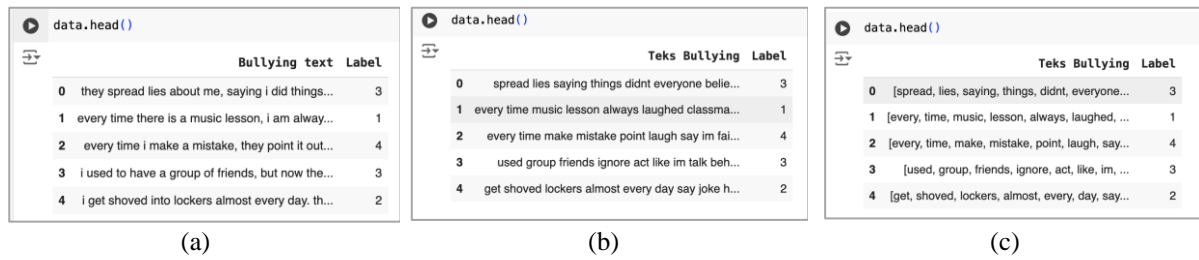 data.head()
Bullying text Label
0 they spread lies about me, saying i did things... 3
1 every time there is a music lesson, i am alway... 1
2 every time i make a mistake, they point it out... 4
3 i used to have a group of friends, but now the... 3
4 i get shoved into lockers almost every day. th... 2
(a)
data.head()
Teks Bullying Label
0 spread lies saying things didnt everyone belie... 3
1 every time music lesson always laughed classma... 1
2 every time make mistake point laugh say im fai... 4
3 used group friends ignore act like im talk beh... 3
4 get shoved lockers almost every day say joke h... 2
(b)
data.head()
Teks Bullying Label
0 [spread, lies, saying, things, didnt, everyone... 3
1 [every, time, music, lesson, always, laughed, ... 1
2 [every, time, make, mistake, point, laugh, say... 4
3 [used, group, friends, ignore, act, like, im, ... 3
4 [get, shoved, lockers, almost, every, day, say... 2
(c)